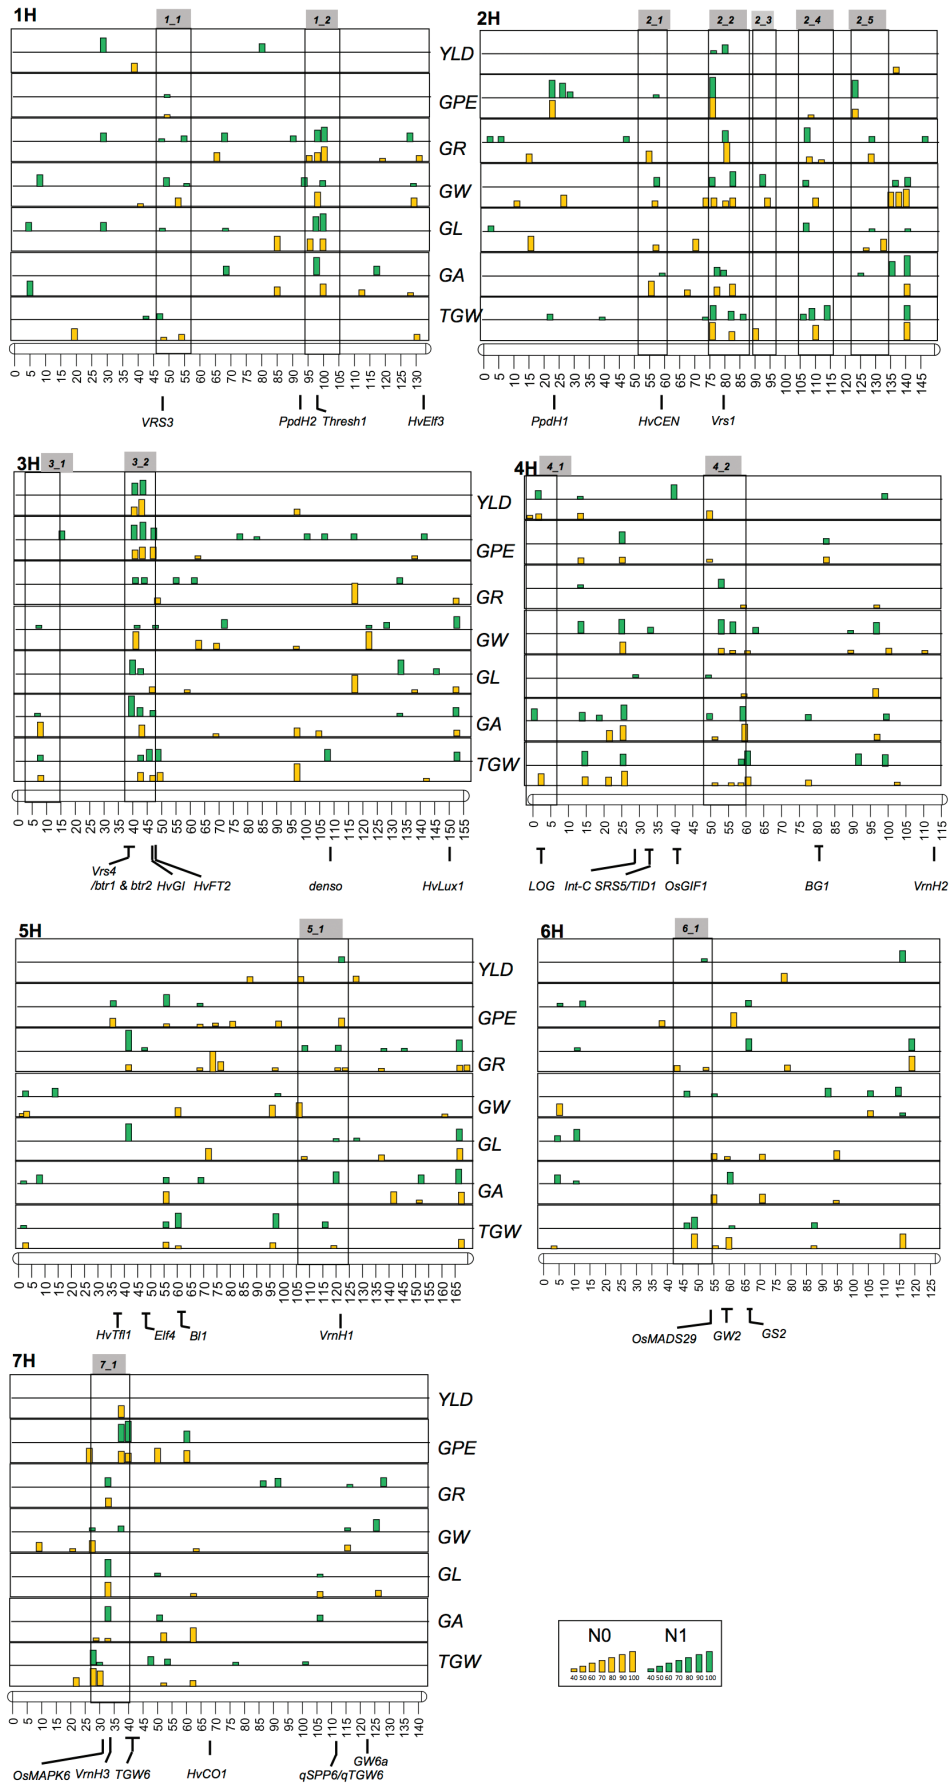 1H 1_1 1_2
YLD
GPE
GR
GW
GL
GA
TGW
0 5 10 15 20 25 30 35 40 45 50 55 60 65 70 75 80 85 90 95 100 105 110 115 120 125 130
VRS3 PpdH2 Thresh1 HvElf3
2H 2_1 2_2 2_3 2_4 2_5
0 5 10 15 20 25 30 35 40 45 50 55 60 65 70 75 80 85 90 95 100 105 110 115 120 125 130 135 140 145
PpdH1 HvCEN Vrs1
3H 3_1 3_2
YLD
GPE
GR
GW
GL
GA
TGW
0 5 10 15 20 25 30 35 40 45 50 55 60 65 70 75 80 85 90 95 100 105 110 115 120 125 130 135 140 145 150 155
Vrs4
/btr1 & btr2 HvGI HvFT2 denso HvLux1
4H 4_1 4_2
0 5 10 15 20 25 30 35 40 45 50 55 60 65 70 75 80 85 90 95 100 105 110 115
LOG Int-C SRS5/TID1 OsGIF1 BG1 VrnH2
5H 5_1
YLD
GPE
GR
GW
GL
GA
TGW
0 5 10 15 20 25 30 35 40 45 50 55 60 65 70 75 80 85 90 95 100 105 110 115 120 125 130 135 140 145 150 155 160 165
HvTfl1 Elf4 Bl1 VrnH1
6H 6_1
0 5 10 15 20 25 30 35 40 45 50 55 60 65 70 75 80 85 90 95 100 105 110 115 120 125
OsMADS29 GW2 GS2
7H 7_1
YLD
GPE
GR
GW
GL
GA
TGW
0 5 10 15 20 25 30 35 40 45 50 55 60 65 70 75 80 85 90 95 100 105 110 115 120 125 130 135 140
OsMAPK6 VrnH3 TGW6 HvCO1 qSPP6/qTGW6 GW6a
N0 N1
40 50 60 70 80 90 100 40 50 60 70 80 90 100